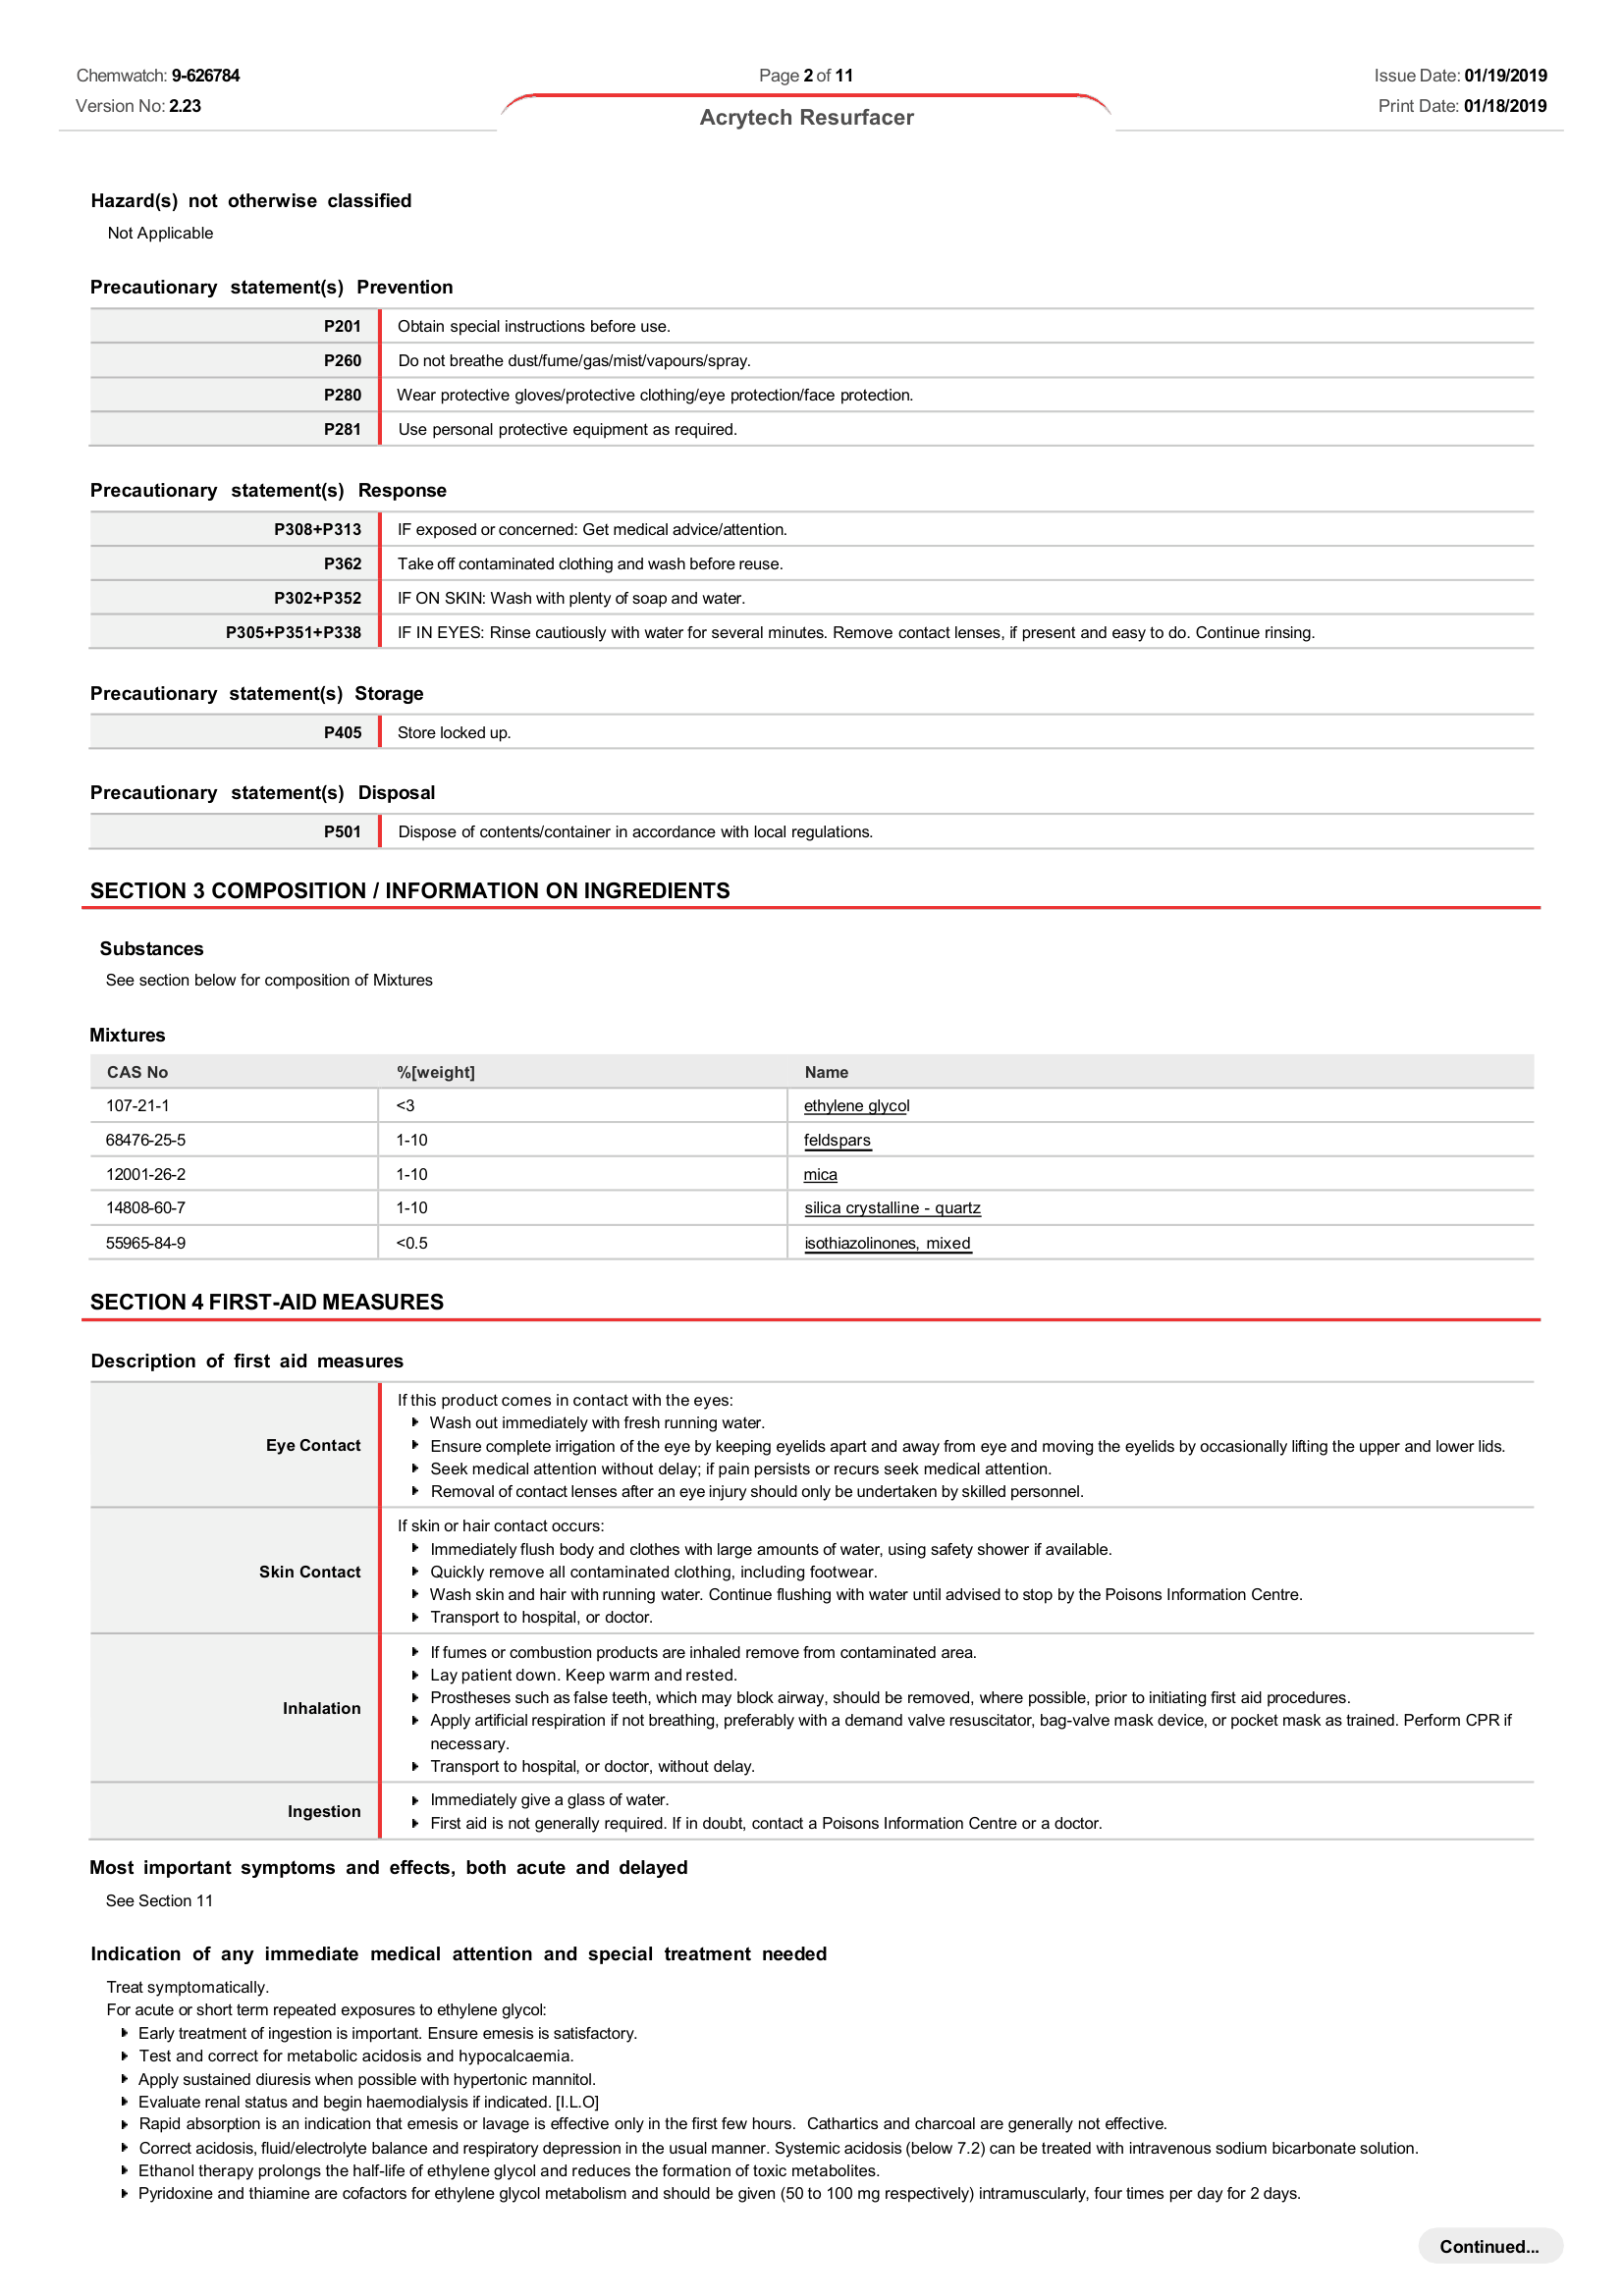 Chemwatch: 9-626784
Page 2 of 11
Issue Date: 01/19/2019
Version No: 2.23
Acrytech Resurfacer
Print Date: 01/18/2019
Hazard(s) not otherwise classified
Not Applicable
Precautionary statement(s) Prevention
P201 Obtain special instructions before use.
P260 Do not breathe dust/fume/gas/mist/vapours/spray.
P280 Wear protective gloves/protective clothing/eye protection/face protection.
P281 Use personal protective equipment as required.
Precautionary statement(s) Response
P308+P313 IF exposed or concerned: Get medical advice/attention.
P362 Take off contaminated clothing and wash before reuse.
P302+P352 IF ON SKIN: Wash with plenty of soap and water.
P305+P351+P338 IF IN EYES: Rinse cautiously with water for several minutes. Remove contact lenses, if present and easy to do. Continue rinsing.
Precautionary statement(s) Storage
P405 Store locked up.
Precautionary statement(s) Disposal
P501 Dispose of contents/container in accordance with local regulations.
SECTION 3 COMPOSITION / INFORMATION ON INGREDIENTS
Substances
See section below for composition of Mixtures
Mixtures
CAS No %[weight] Name
107-21-1 <3 ethylene glycol
68476-25-5 1-10 feldspars
12001-26-2 1-10 mica
14808-60-7 1-10 silica crystalline - quartz
55965-84-9 <0.5 isothiazolinones, mixed
SECTION 4 FIRST-AID MEASURES
Description of first aid measures
Eye Contact
If this product comes in contact with the eyes:
Wash out immediately with fresh running water.
Ensure complete irrigation of the eye by keeping eyelids apart and away from eye and moving the eyelids by occasionally lifting the upper and lower lids.
Seek medical attention without delay; if pain persists or recurs seek medical attention.
Removal of contact lenses after an eye injury should only be undertaken by skilled personnel.
Skin Contact
If skin or hair contact occurs:
Immediately flush body and clothes with large amounts of water, using safety shower if available.
Quickly remove all contaminated clothing, including footwear.
Wash skin and hair with running water. Continue flushing with water until advised to stop by the Poisons Information Centre.
Transport to hospital, or doctor.
Inhalation
If fumes or combustion products are inhaled remove from contaminated area.
Lay patient down. Keep warm and rested.
Prostheses such as false teeth, which may block airway, should be removed, where possible, prior to initiating first aid procedures.
Apply artificial respiration if not breathing, preferably with a demand valve resuscitator, bag-valve mask device, or pocket mask as trained. Perform CPR if
necessary.
Transport to hospital, or doctor, without delay.
Ingestion
Immediately give a glass of water.
First aid is not generally required. If in doubt, contact a Poisons Information Centre or a doctor.
Most important symptoms and effects, both acute and delayed
See Section 11
Indication of any immediate medical attention and special treatment needed
Treat symptomatically.
For acute or short term repeated exposures to ethylene glycol:
Early treatment of ingestion is important. Ensure emesis is satisfactory.
Test and correct for metabolic acidosis and hypocalcaemia.
Apply sustained diuresis when possible with hypertonic mannitol.
Evaluate renal status and begin haemodialysis if indicated. [I.L.O]
Rapid absorption is an indication that emesis or lavage is effective only in the first few hours. Cathartics and charcoal are generally not effective.
Correct acidosis, fluid/electrolyte balance and respiratory depression in the usual manner. Systemic acidosis (below 7.2) can be treated with intravenous sodium bicarbonate solution.
Ethanol therapy prolongs the half-life of ethylene glycol and reduces the formation of toxic metabolites.
Pyridoxine and thiamine are cofactors for ethylene glycol metabolism and should be given (50 to 100 mg respectively) intramuscularly, four times per day for 2 days.
Continued...